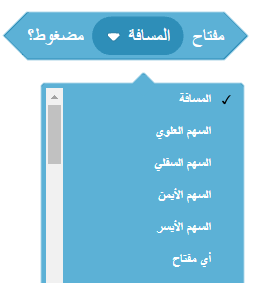 مفتاح المسافة مضغوط؟
المسافة
السهم العلوي
السهم السفلي
السهم الأيمن
السهم الأيسر
أي مفتاح